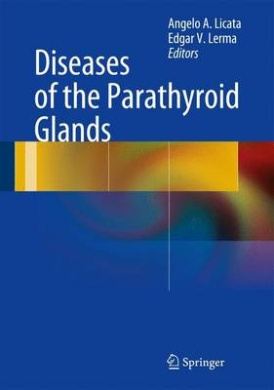 Angelo A. Licata
Edgar V. Lerma
Editors
Diseases
of the Parathyroid
Glands
Springer